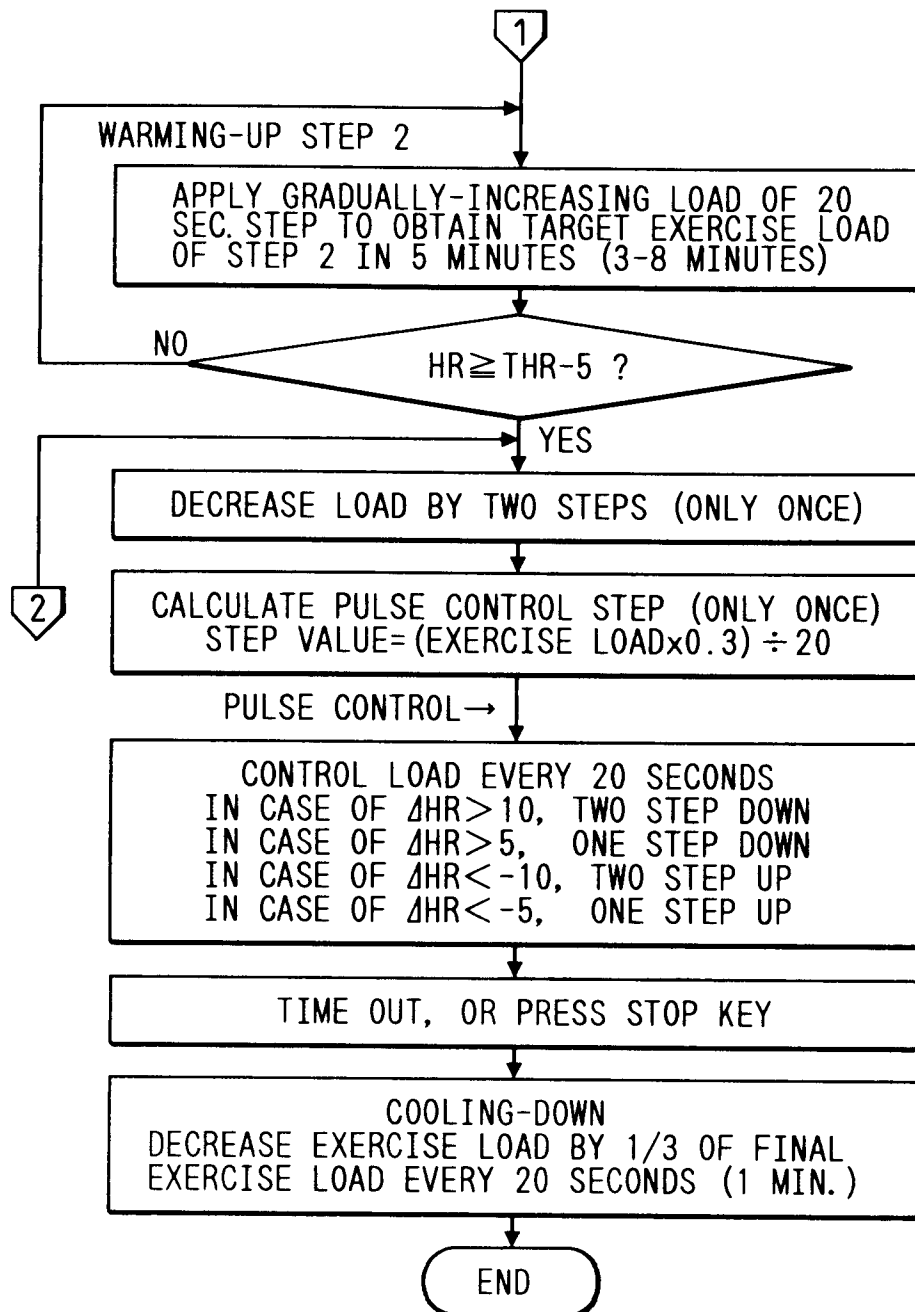 1
WARMING-UP STEP 2
APPLY GRADUALLY-INCREASING LOAD OF 20
SEC. STEP TO OBTAIN TARGET EXERCISE LOAD
OF STEP 2 IN 5 MINUTES (3-8 MINUTES)
NO
HR≧THR-5 ?
YES
DECREASE LOAD BY TWO STEPS (ONLY ONCE)
2
CALCULATE PULSE CONTROL STEP (ONLY ONCE)
STEP VALUE=(EXERCISE LOADx0.3)÷20
PULSE CONTROL→
CONTROL LOAD EVERY 20 SECONDS
IN CASE OF ΔHR>10, TWO STEP DOWN
IN CASE OF ΔHR>5, ONE STEP DOWN
IN CASE OF ΔHR<-10, TWO STEP UP
IN CASE OF ΔHR<-5, ONE STEP UP
TIME OUT, OR PRESS STOP KEY
COOLING-DOWN
DECREASE EXERCISE LOAD BY 1/3 OF FINAL
EXERCISE LOAD EVERY 20 SECONDS (1 MIN.)
END